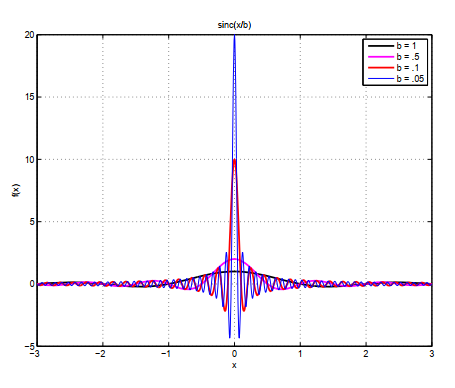 sinc(x/b)
b = 1
b = .5
b = .1
b = .05
20
15
10
5
0
−5
f(x)
−3 −2 −1 0 1 2 3
x